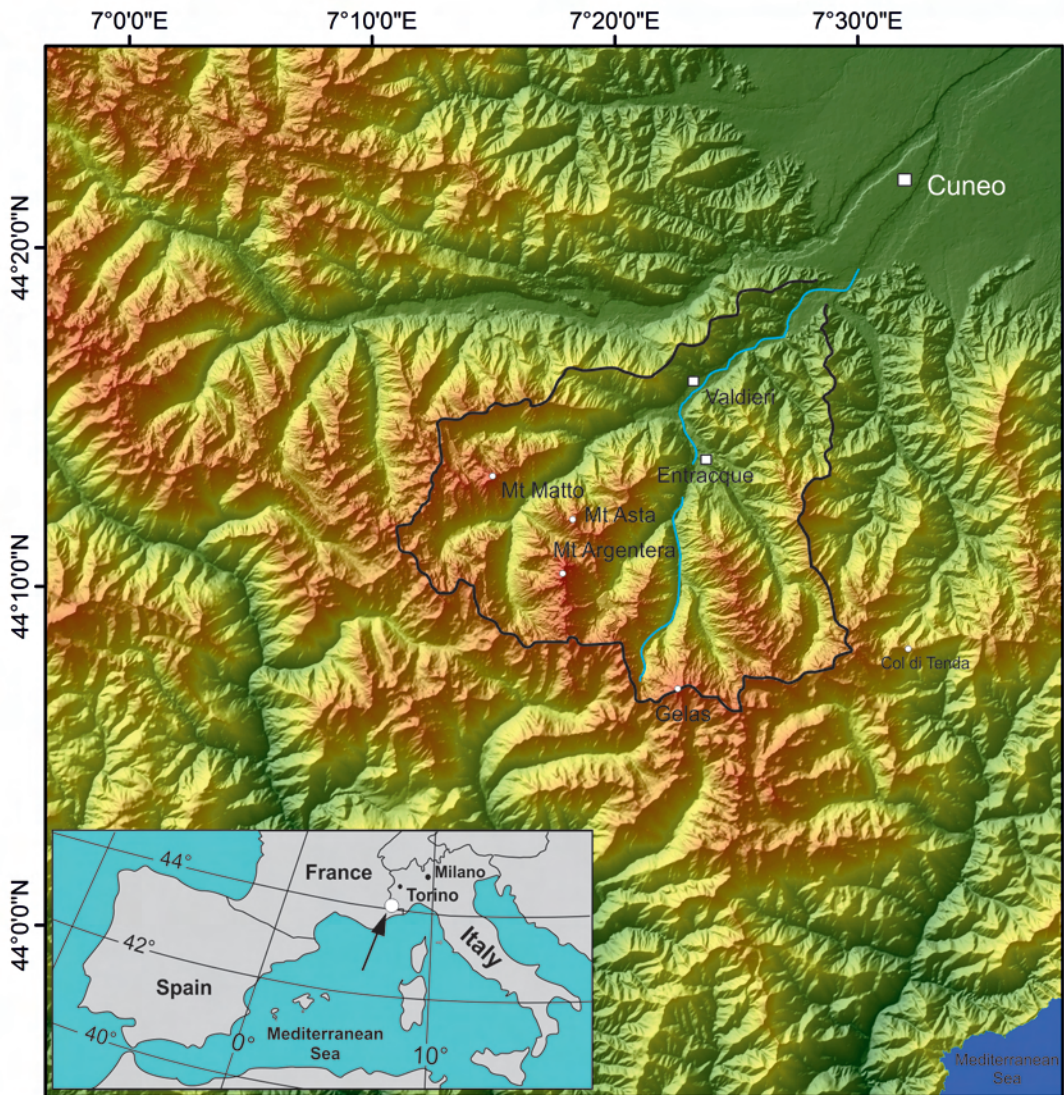 7°0'0"E
7°10'0"E
7°20'0"E
7°30'0"E
44°20'0"N
44°10'0"N
44°0'0"N
Cuneo
Valdieri
Entracque
Mt Matto
Mt Asta
Mt Argentera
Col di Tenda
Gelas
44°
France
Milano
Torino
42°
Italy
Spain
Mediterranean
Sea
40°
0°
10°
Mediterranean
Sea